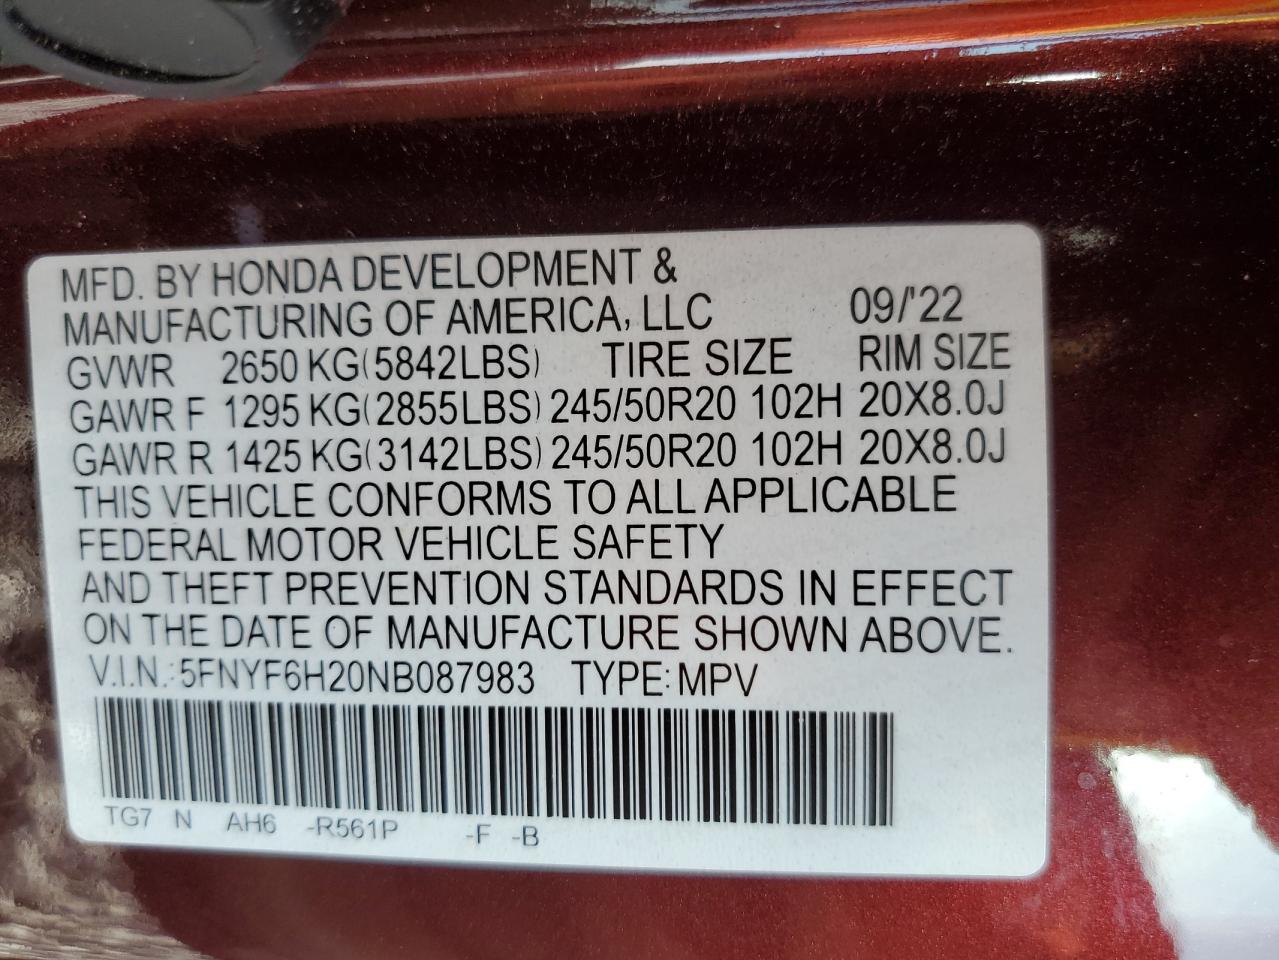 MFD. BY HONDA DEVELOPMENT &
MANUFACTURING OF AMERICA, LLC 09/'22
GVWR 2650 KG(5842LBS) TIRE SIZE RIM SIZE
GAWR F 1295 KG(2855LBS) 245/50R20 102H 20X8.0J
GAWR R 1425 KG(3142LBS) 245/50R20 102H 20X8.0J
THIS VEHICLE CONFORMS TO ALL APPLICABLE
FEDERAL MOTOR VEHICLE SAFETY
AND THEFT PREVENTION STANDARDS IN EFFECT
ON THE DATE OF MANUFACTURE SHOWN ABOVE.
V.I.N.: 5FNYF6H20NB087983 TYPE: MPV
TG7 N AH6 -R561P -F -B